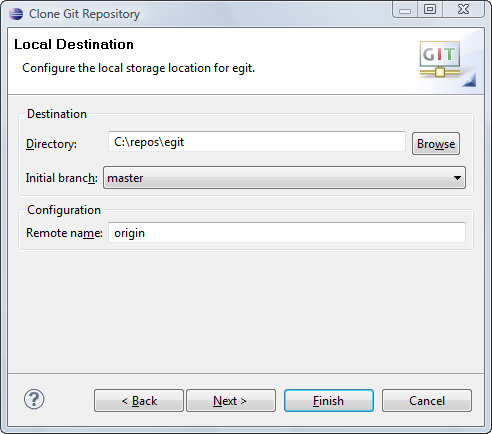 Clone Git Repository
Local Destination
Configure the local storage location for egit.
GIT
Destination
Directory: C:\repos\egit Browse
Initial branch: master
Configuration
Remote name: origin
? < Back Next > Finish Cancel